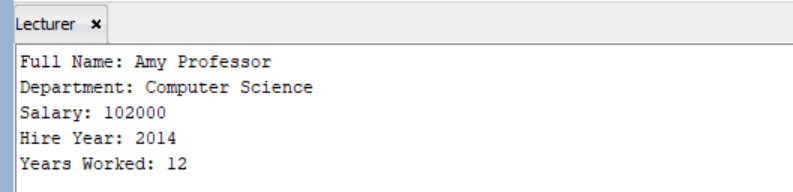 Lecturer ×
Full Name: Amy Professor
Department: Computer Science
Salary: 102000
Hire Year: 2014
Years Worked: 12